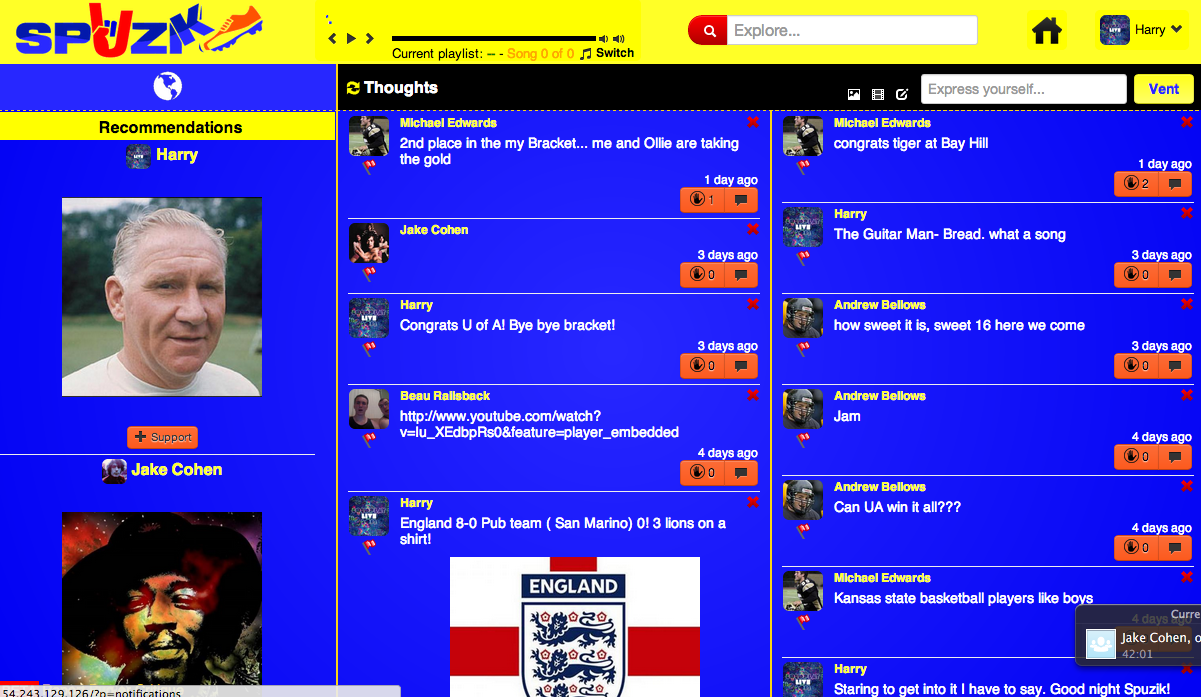 SPUZIK
Explore...
Harry
Current playlist: -- - Song 0 of 0 Switch
Thoughts
Express yourself...
Vent
Recommendations
Harry
Support
Jake Cohen
Michael Edwards
2nd place in the my Bracket... me and Ollie are taking
the gold
1 day ago
1
Jake Cohen
3 days ago
0
Harry
Congrats U of A! Bye bye bracket!
3 days ago
0
Beau Railsback
http://www.youtube.com/watch?
v=lu_XEdbpRs0&feature=player_embedded
4 days ago
0
Harry
England 8-0 Pub team ( San Marino) 0! 3 lions on a
shirt!
ENGLAND
Michael Edwards
congrats tiger at Bay Hill
1 day ago
2
Harry
The Guitar Man- Bread. what a song
3 days ago
0
Andrew Bellows
how sweet it is, sweet 16 here we come
3 days ago
0
Andrew Bellows
Jam
4 days ago
0
Andrew Bellows
Can UA win it all???
4 days ago
0
Michael Edwards
Kansas state basketball players like boys
4 days ago
Curre
Jake Cohen, o
42:01
Harry
Staring to get into it I have to say. Good night Spuzik!
54.243.129.126/?p=notifications